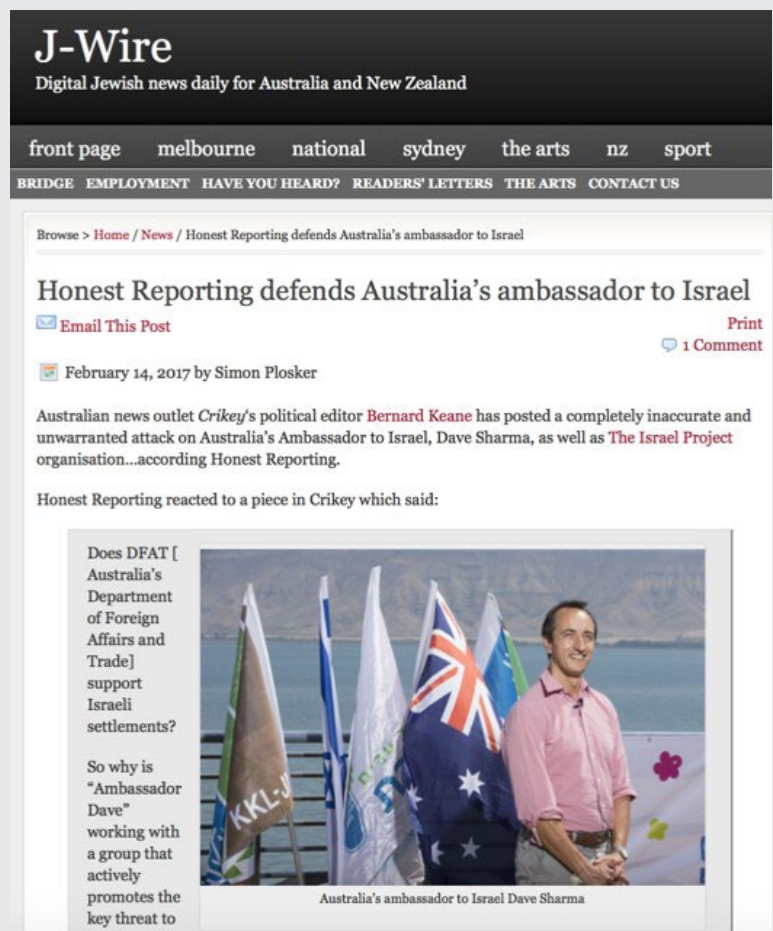 J-Wire
Digital Jewish news daily for Australia and New Zealand
front page melbourne national sydney the arts nz sport
BRIDGE EMPLOYMENT HAVE YOU HEARD? READERS' LETTERS THE ARTS CONTACT US
Browse > Home / News / Honest Reporting defends Australia's ambassador to Israel
Honest Reporting defends Australia's ambassador to Israel
Email This Post
Print
1 Comment
February 14, 2017 by Simon Plosker
Australian news outlet Crikey's political editor Bernard Keane has posted a completely inaccurate and
unwarranted attack on Australia's Ambassador to Israel, Dave Sharma, as well as The Israel Project
organisation...according Honest Reporting.
Honest Reporting reacted to a piece in Crikey which said:
Does DFAT [
Australia's
Department
of Foreign
Affairs and
Trade]
support
Israeli
settlements?
So why is
“Ambassador
Dave”
working with
a group that
actively
promotes the
key threat to
KKL-J
Australia's ambassador to Israel Dave Sharma